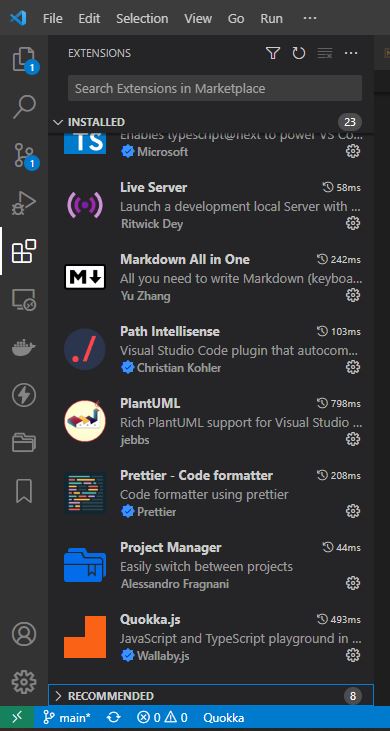 File Edit Selection View Go Run ...
EXTENSIONS
Search Extensions in Marketplace
INSTALLED 23
Enables typescript@next to power VS Co...
TS
Microsoft
Live Server 58ms
Launch a development local Server with ...
Ritwick Dey
Markdown All in One 242ms
All you need to write Markdown (keyboa...
Yu Zhang
Path Intellisense 103ms
Visual Studio Code plugin that autocom...
Christian Kohler
PlantUML 798ms
Rich PlantUML support for Visual Studio ...
jebbs
Prettier - Code formatter 208ms
Code formatter using prettier
Prettier
Project Manager 44ms
Easily switch between projects
Alessandro Fragnani
Quokka.js 493ms
JavaScript and TypeScript playground in ...
Wallaby.js
RECOMMENDED 8
main* 0 0 Quokka
1
1
M